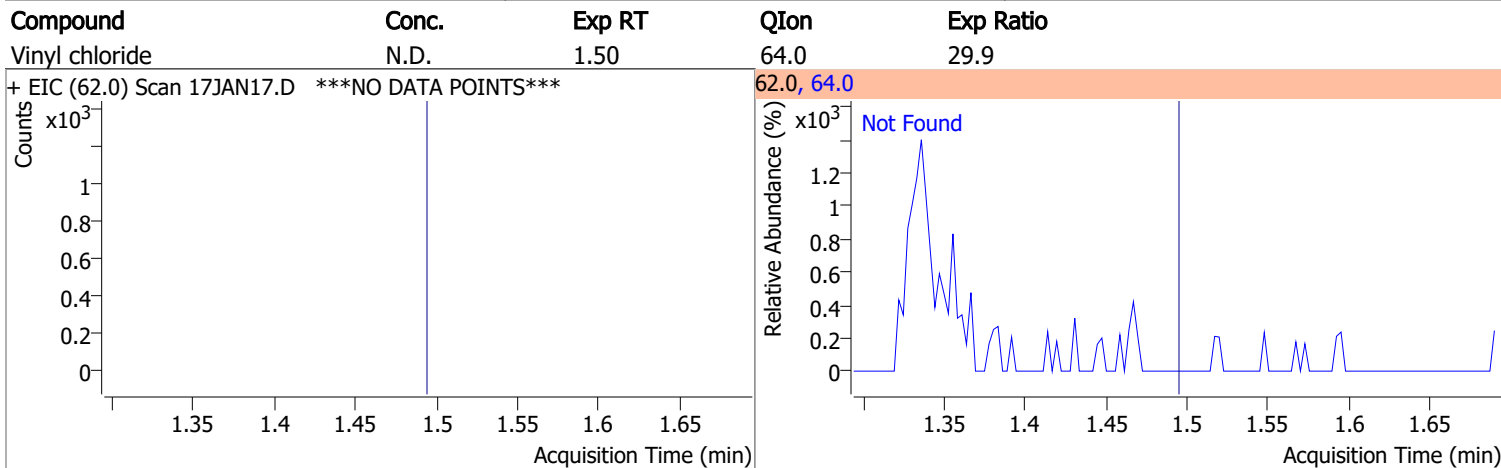 Compound Conc. Exp RT QIon Exp Ratio
Vinyl chloride N.D. 1.50 64.0 29.9
+ EIC (62.0) Scan 17JAN17.D ***NO DATA POINTS***
Counts
x10³
1
0.8
0.6
0.4
0.2
0
1.35 1.4 1.45 1.5 1.55 1.6 1.65
Acquisition Time (min)
62.0, 64.0
Relative Abundance (%)
x10³
Not Found
1.2
1
0.8
0.6
0.4
0.2
0
1.35 1.4 1.45 1.5 1.55 1.6 1.65
Acquisition Time (min)